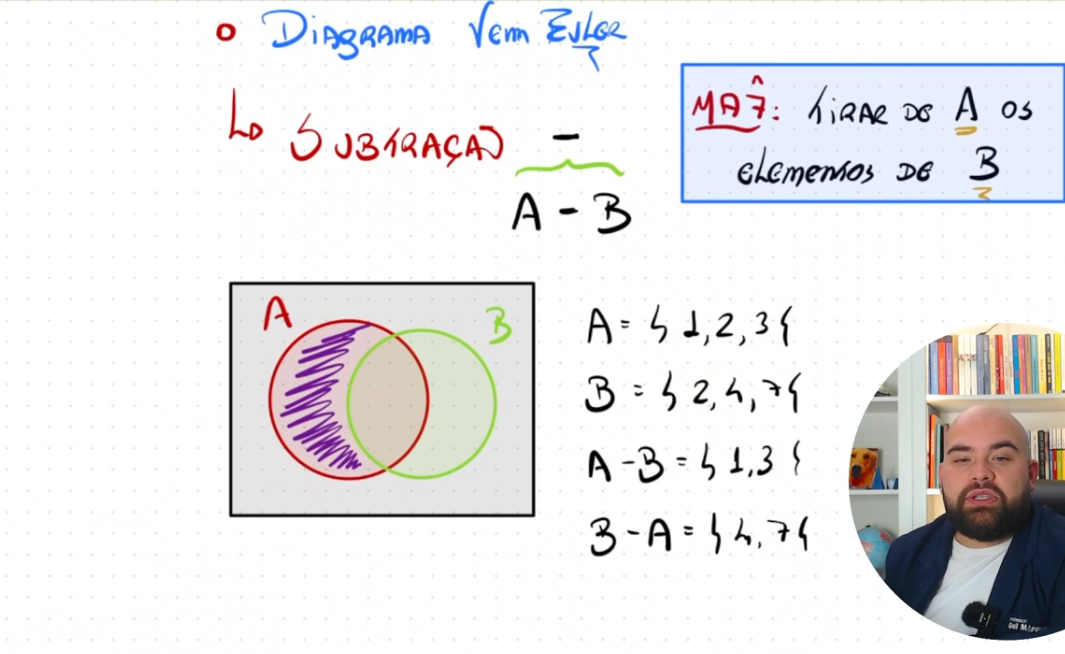 Diagrama Venn Euler
Subtração -
A - B
MA7̂: tirar de A os
elementos de B
A
B
A = { 1, 2, 3 }
B = { 2, 4, 7 }
A - B = { 1, 3 }
B - A = { 4, 7 }